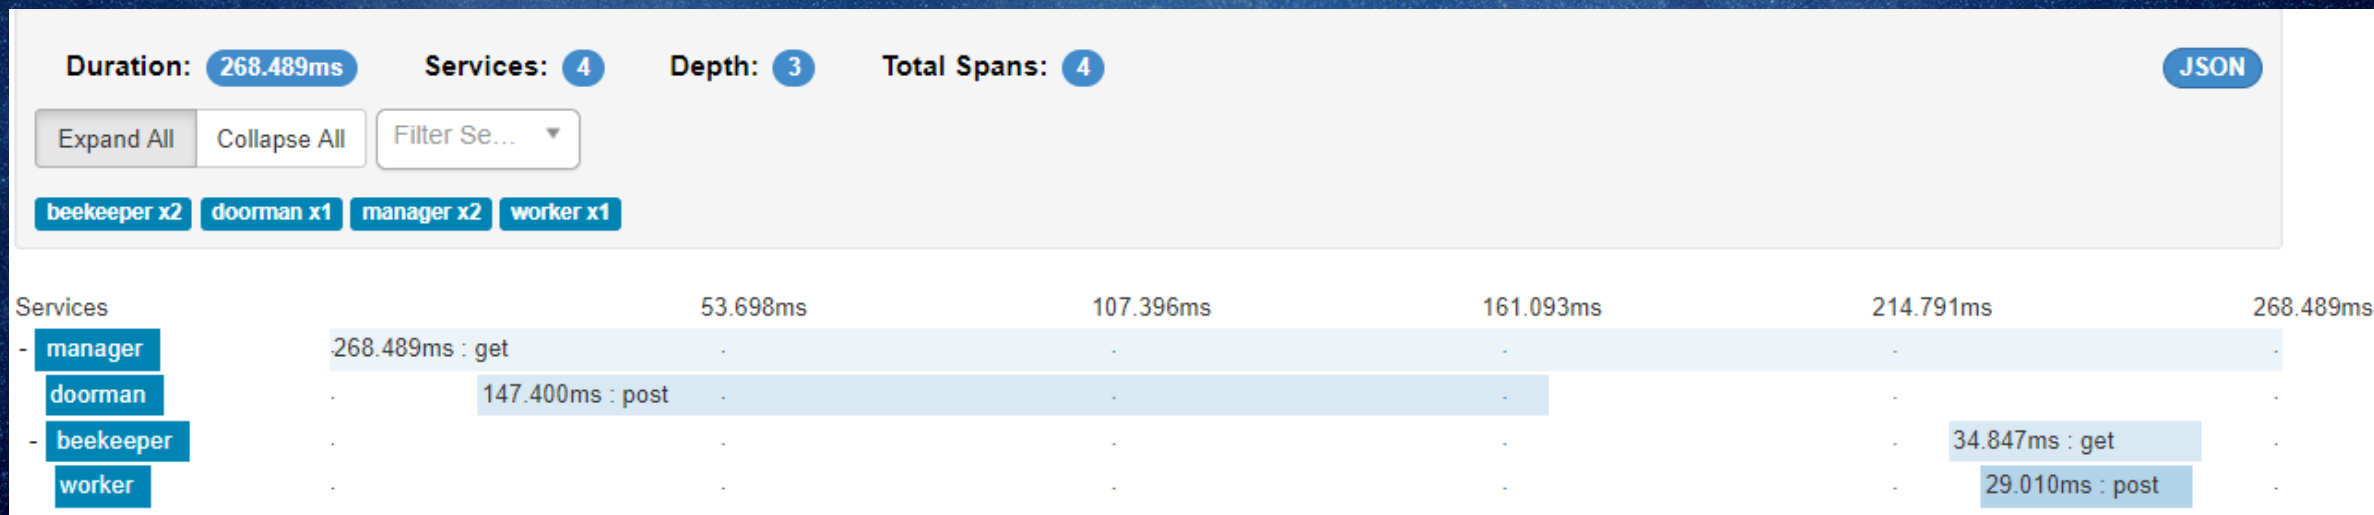 Duration: 268.489ms Services: 4 Depth: 3 Total Spans: 4 JSON
Expand All Collapse All Filter Se...
beekeeper x2 doorman x1 manager x2 worker x1
Services 53.698ms 107.396ms 161.093ms 214.791ms 268.489ms
- manager 268.489ms : get
doorman 147.400ms : post
- beekeeper 34.847ms : get
worker 29.010ms : post